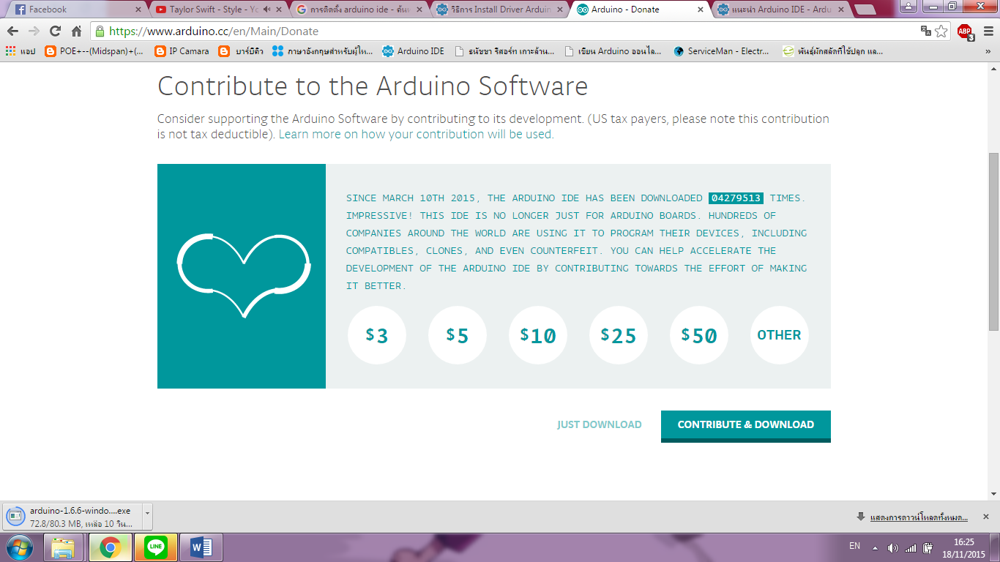 Facebook
Taylor Swift - Style - Yo
การติดตั้ง arduino ide - ค้นห
วิธีการ Install Driver Arduin
Arduino - Donate
แนะนำ Arduino IDE - Ardu
https://www.arduino.cc/en/Main/Donate
ABP
3
แอป
POE+--(Midspan)+(...
IP Camara
บาร์บีคิว
ภาษาอังกฤษสำหรับผู้ให...
Arduino IDE
ธนัชชา รีสอร์ท เกาะล้าน...
เขียน Arduino ออนไล...
ServiceMan - Electr...
พันธุ์ผักสลัดที่ใช้ปลูก แล...
»
Contribute to the Arduino Software
Consider supporting the Arduino Software by contributing to its development. (US tax payers, please note this contribution
is not tax deductible). Learn more on how your contribution will be used.
SINCE MARCH 10TH 2015, THE ARDUINO IDE HAS BEEN DOWNLOADED 04279513 TIMES.
IMPRESSIVE! THIS IDE IS NO LONGER JUST FOR ARDUINO BOARDS. HUNDREDS OF
COMPANIES AROUND THE WORLD ARE USING IT TO PROGRAM THEIR DEVICES, INCLUDING
COMPATIBLES, CLONES, AND EVEN COUNTERFEIT. YOU CAN HELP ACCELERATE THE
DEVELOPMENT OF THE ARDUINO IDE BY CONTRIBUTING TOWARDS THE EFFORT OF MAKING
IT BETTER.
$3 $5 $10 $25 $50 OTHER
JUST DOWNLOAD CONTRIBUTE & DOWNLOAD
arduino-1.6.6-windo....exe
72.8/80.3 MB, เหลือ 10 วิน...
แสดงการดาวน์โหลดทั้งหมด...
LINE
W
EN
16:25
18/11/2015